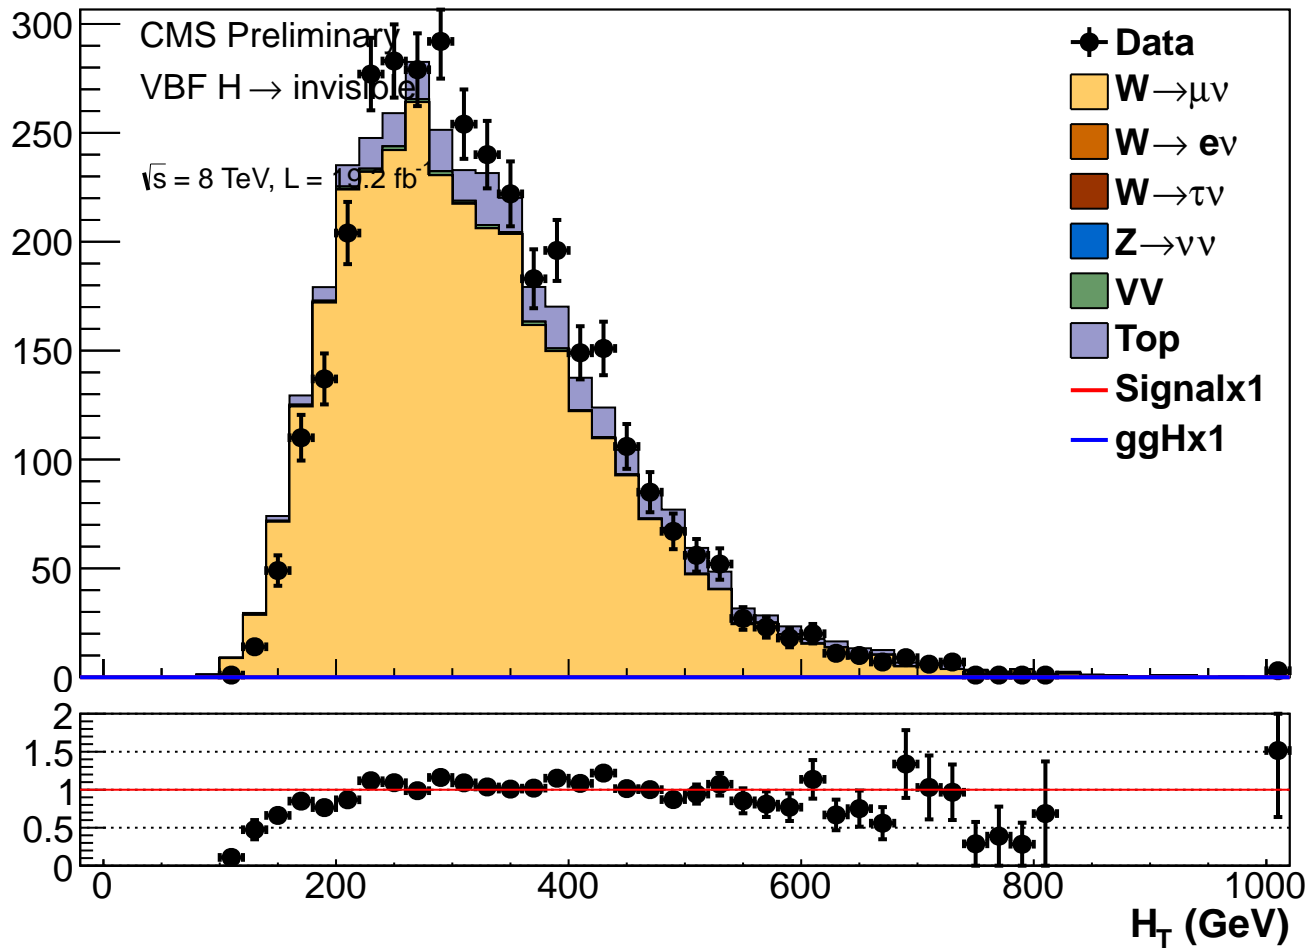 300
250
200
150
100
50
0
CMS Preliminary
VBF H → invisible
√s = 8 TeV, L = 19.2 fb⁻¹
Data
W→μν
W→ eν
W→τν
Z→νν
VV
Top
Signalx1
ggHx1
2
1.5
1
0.5
0
0 200 400 600 800 1000
H_T (GeV)